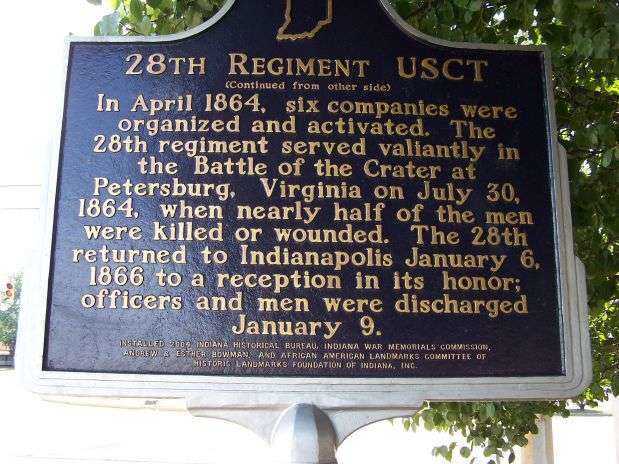 28TH REGIMENT USCT
(Continued from other side)
In April 1864, six companies were
organized and activated. The
28th regiment served valiantly in
the Battle of the Crater at
Petersburg, Virginia on July 30,
1864, when nearly half of the men
were killed or wounded. The 28th
returned to Indianapolis January 6,
1866 to a reception in its honor;
officers and men were discharged
January 9.
INSTALLED 2004 INDIANA HISTORICAL BUREAU, INDIANA WAR MEMORIALS COMMISSION,
ANDREW & ESTHER BOWMAN, AND AFRICAN AMERICAN LANDMARKS COMMITTEE OF
HISTORIC LANDMARKS FOUNDATION OF INDIANA, INC.